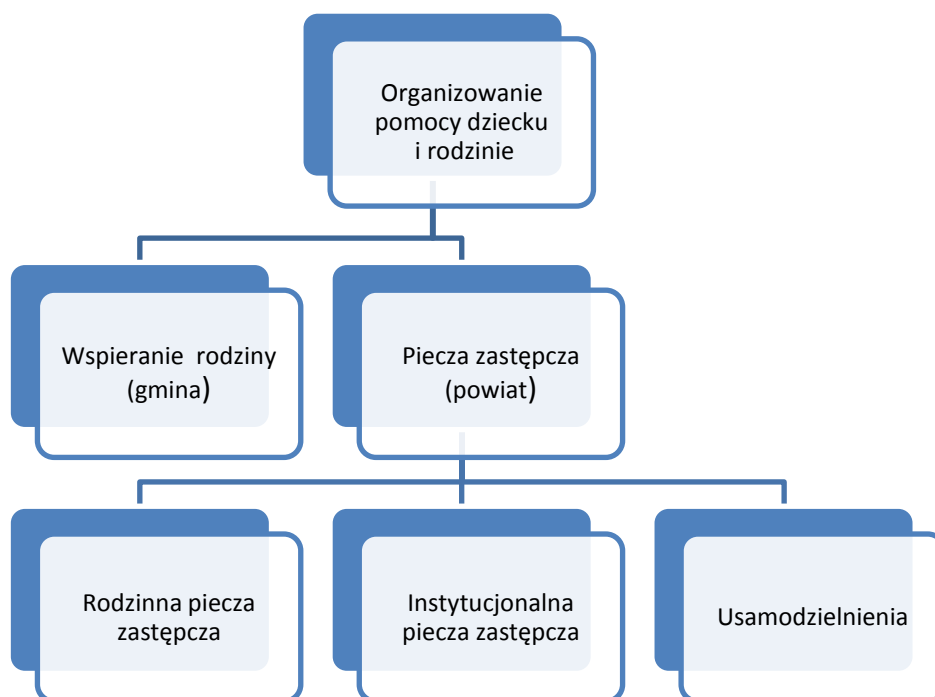 Organizowanie
pomocy dziecku
i rodzinie
Wspieranie rodziny
(gmina)
Piecza zastępcza
(powiat)
Rodzinna piecza
zastępcza
Instytucjonalna
piecza zastępcza
Usamodzielnienia